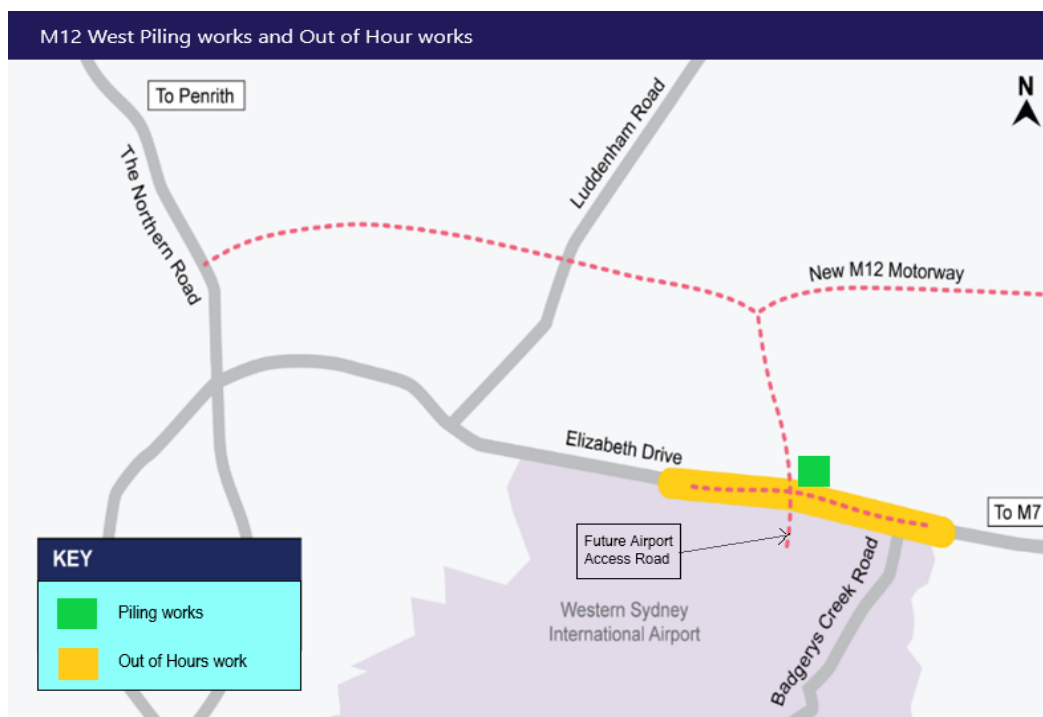 M12 West Piling works and Out of Hour works
To Penrith
N
Luddenham Road
The Northern Road
New M12 Motorway
Elizabeth Drive
To M7
Future Airport
Access Road
KEY
Piling works
Out of Hours work
Western Sydney
International Airport
Badgerys Creek Road